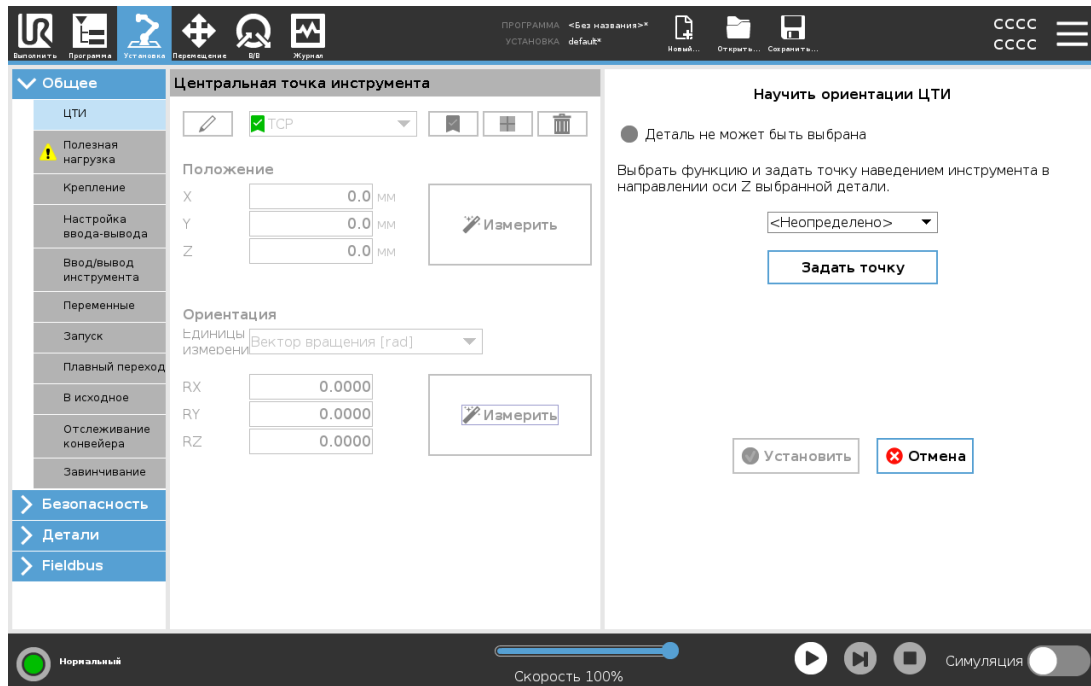 ПРОГРАММА <Без названия>*
УСТАНОВКА default*
Выполнить Программа Установка Перемещение В/В Журнал
Новый... Открыть... Сохранить...
CCCC
CCCC
Общее
ЦТИ
Полезная
нагрузка
Крепление
Настройка
ввода-вывода
Ввод/вывод
инструмента
Переменные
Запуск
Плавный переход
В исходное
Отслеживание
конвейера
Завинчивание
Безопасность
Детали
Fieldbus
Центральная точка инструмента
TCP
Положение
X 0.0 мм
Y 0.0 мм
Z 0.0 мм
Измерить
Ориентация
Единицы
измерени
Вектор вращения [rad]
RX 0.0000
RY 0.0000
RZ 0.0000
Измерить
Научить ориентации ЦТИ
Деталь не может быть выбрана
Выбрать функцию и задать точку наведением инструмента в
направлении оси Z выбранной детали.
<Неопределено>
Задать точку
Установить Отмена
Нормальный
Скорость 100%
Симуляция